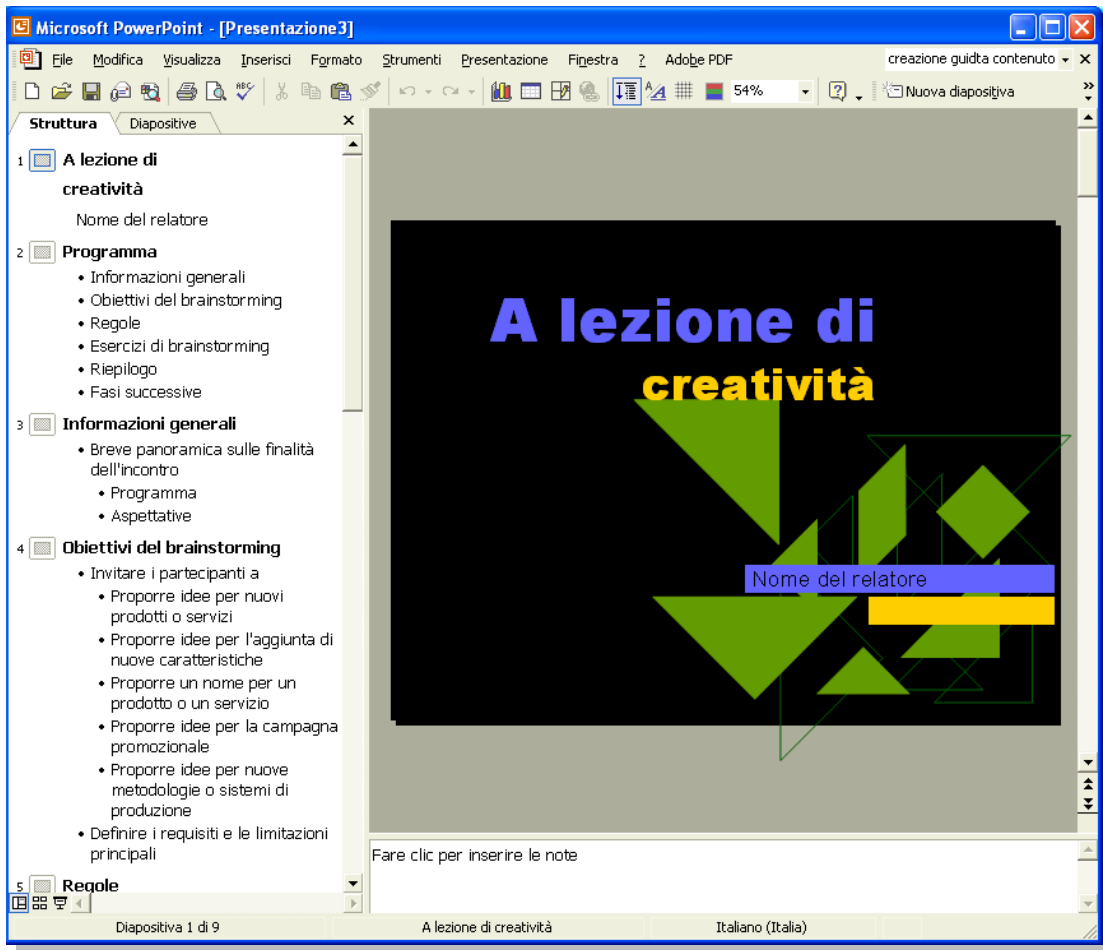 Microsoft PowerPoint - [Presentazione3]
File Modifica Visualizza Inserisci Formato Strumenti Presentazione Finestra ? Adobe PDF creazione guidta contenuto
54% Nuova diapositiva
Struttura Diapositive
1 A lezione di
creatività
Nome del relatore
2 Programma
• Informazioni generali
• Obiettivi del brainstorming
• Regole
• Esercizi di brainstorming
• Riepilogo
• Fasi successive
3 Informazioni generali
• Breve panoramica sulle finalità
dell'incontro
• Programma
• Aspettative
4 Obiettivi del brainstorming
• Invitare i partecipanti a
• Proporre idee per nuovi
prodotti o servizi
• Proporre idee per l'aggiunta di
nuove caratteristiche
• Proporre un nome per un
prodotto o un servizio
• Proporre idee per la campagna
promozionale
• Proporre idee per nuove
metodologie o sistemi di
produzione
• Definire i requisiti e le limitazioni
principali
5 Regole
A lezione di
creatività
Nome del relatore
Fare clic per inserire le note
Diapositiva 1 di 9 A lezione di creatività Italiano (Italia)